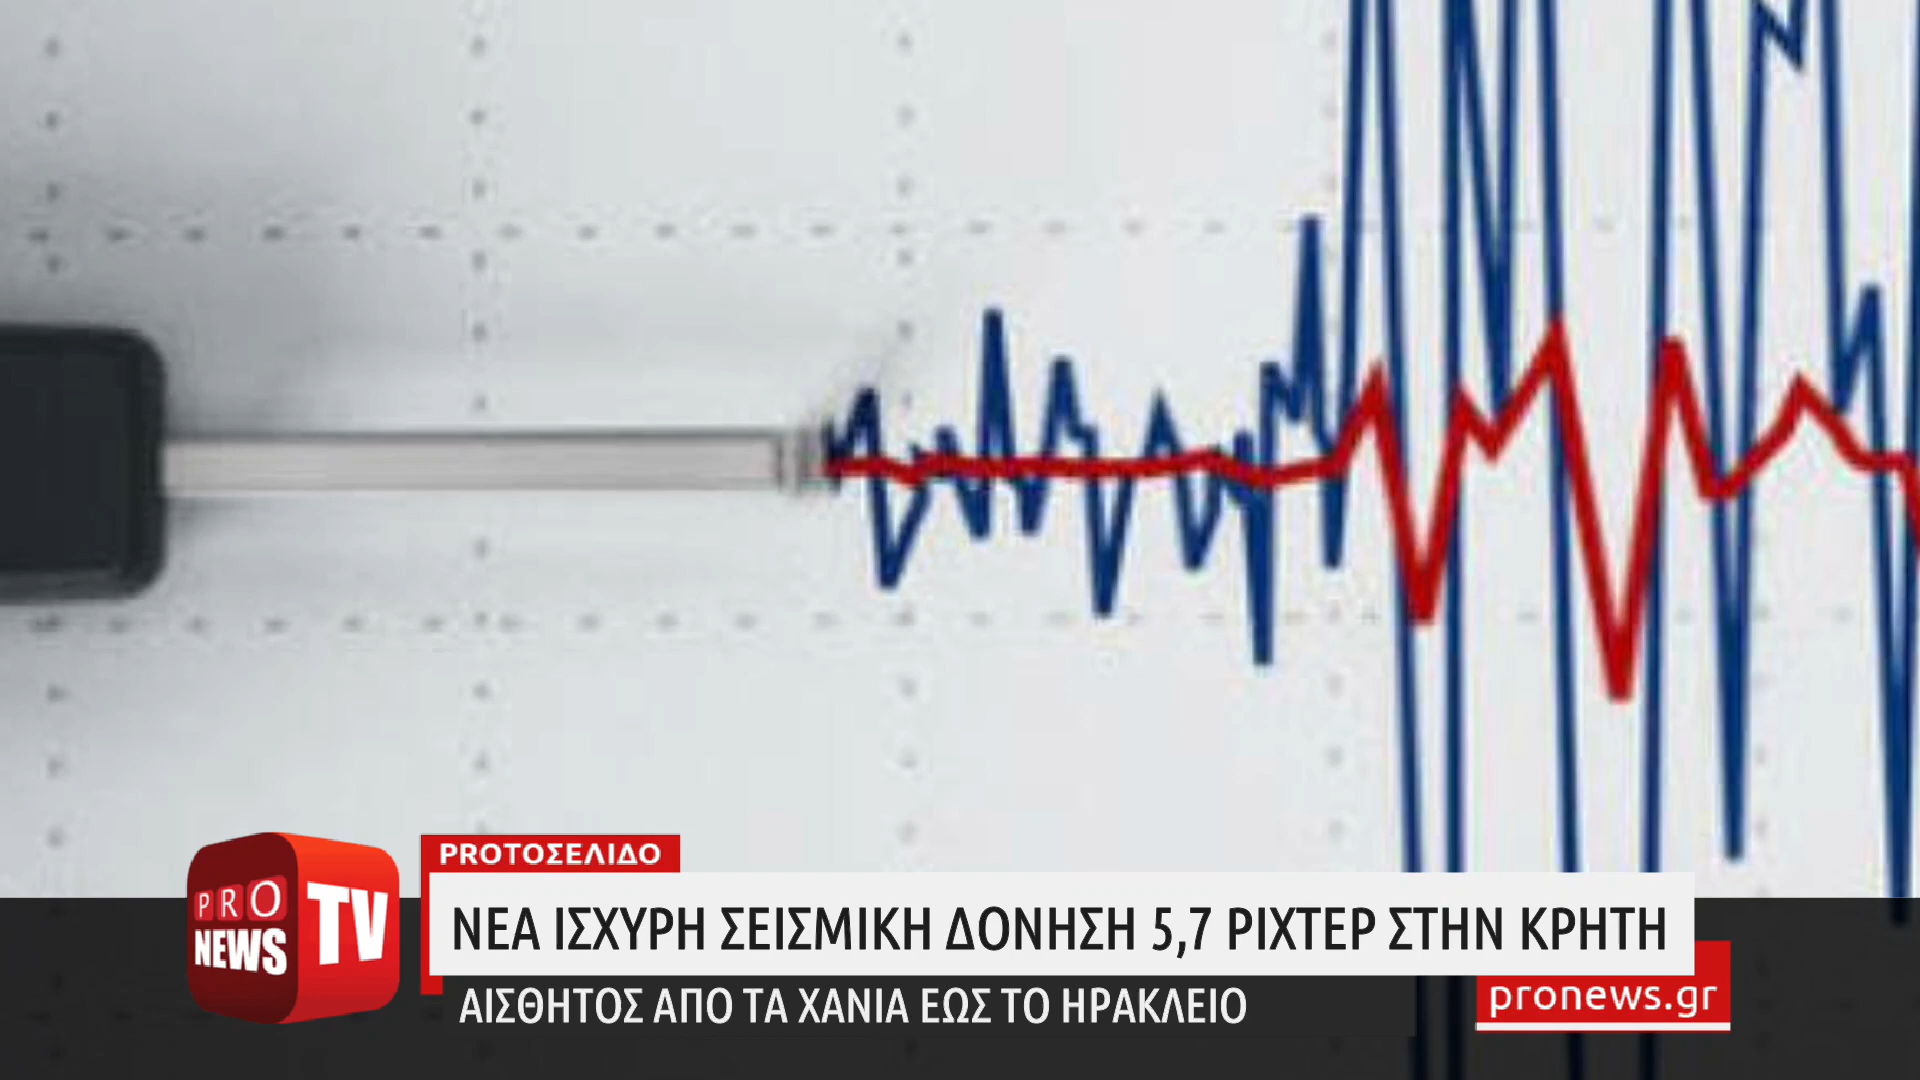 PROΤΟΣΕΛΙΔΟ
PRO
NEWS
TV
ΝΕΑ ΙΣΧΥΡΗ ΣΕΙΣΜΙΚΗ ΔΟΝΗΣΗ 5,7 ΡΙΧΤΕΡ ΣΤΗΝ ΚΡΗΤΗ
ΑΙΣΘΗΤΟΣ ΑΠΟ ΤΑ ΧΑΝΙΑ ΕΩΣ ΤΟ ΗΡΑΚΛΕΙΟ
pronews.gr